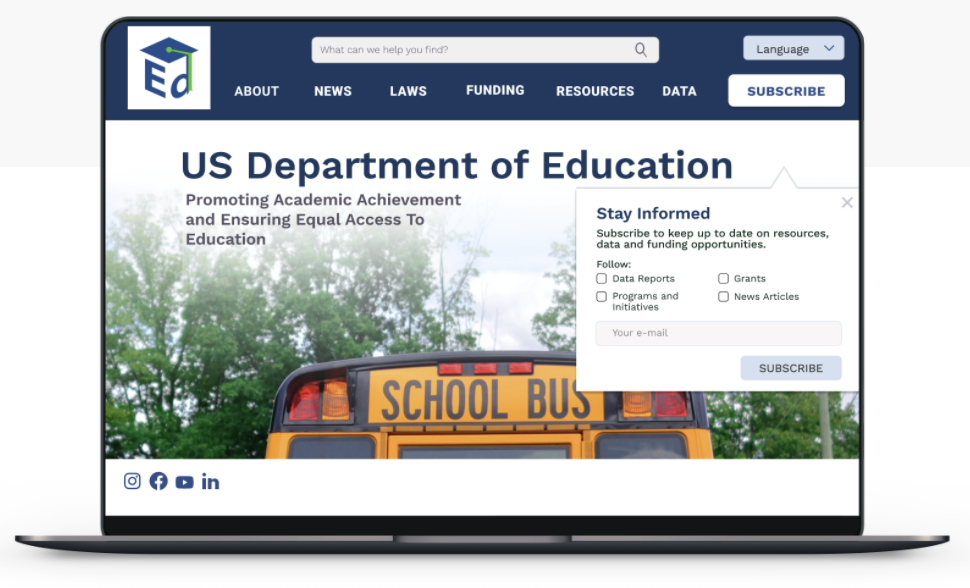 Ed
What can we help you find?
Language
ABOUT
NEWS
LAWS
FUNDING
RESOURCES
DATA
SUBSCRIBE
US Department of Education
Promoting Academic Achievement
and Ensuring Equal Access To
Education
Stay Informed
Subscribe to keep up to date on resources,
data and funding opportunities.
Follow:
Data Reports
Grants
Programs and
Initiatives
News Articles
Your e-mail
SUBSCRIBE
SCHOOL BUS
in